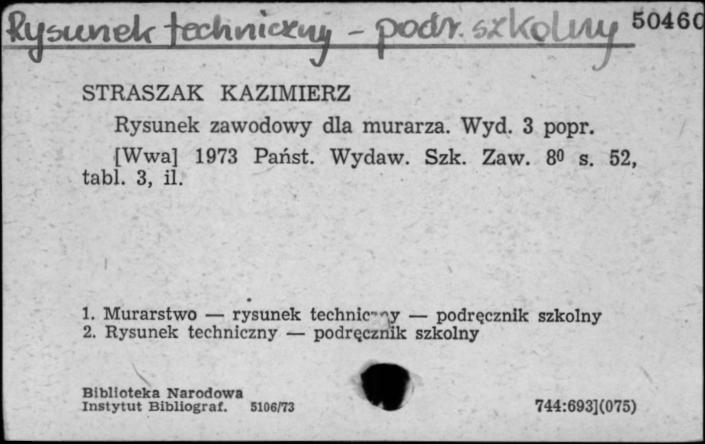 Rysunek techniczny - podr. szkolny 50460
STRASZAK KAZIMIERZ
Rysunek zawodowy dla murarza. Wyd. 3 popr.
[Wwa] 1973 Państ. Wydaw. Szk. Zaw. 8⁰ s. 52,
tabl. 3, il.
1. Murarstwo — rysunek techniczny — podręcznik szkolny
2. Rysunek techniczny — podręcznik szkolny
Biblioteka Narodowa
Instytut Bibliograf. 5106/73 744:693](075)